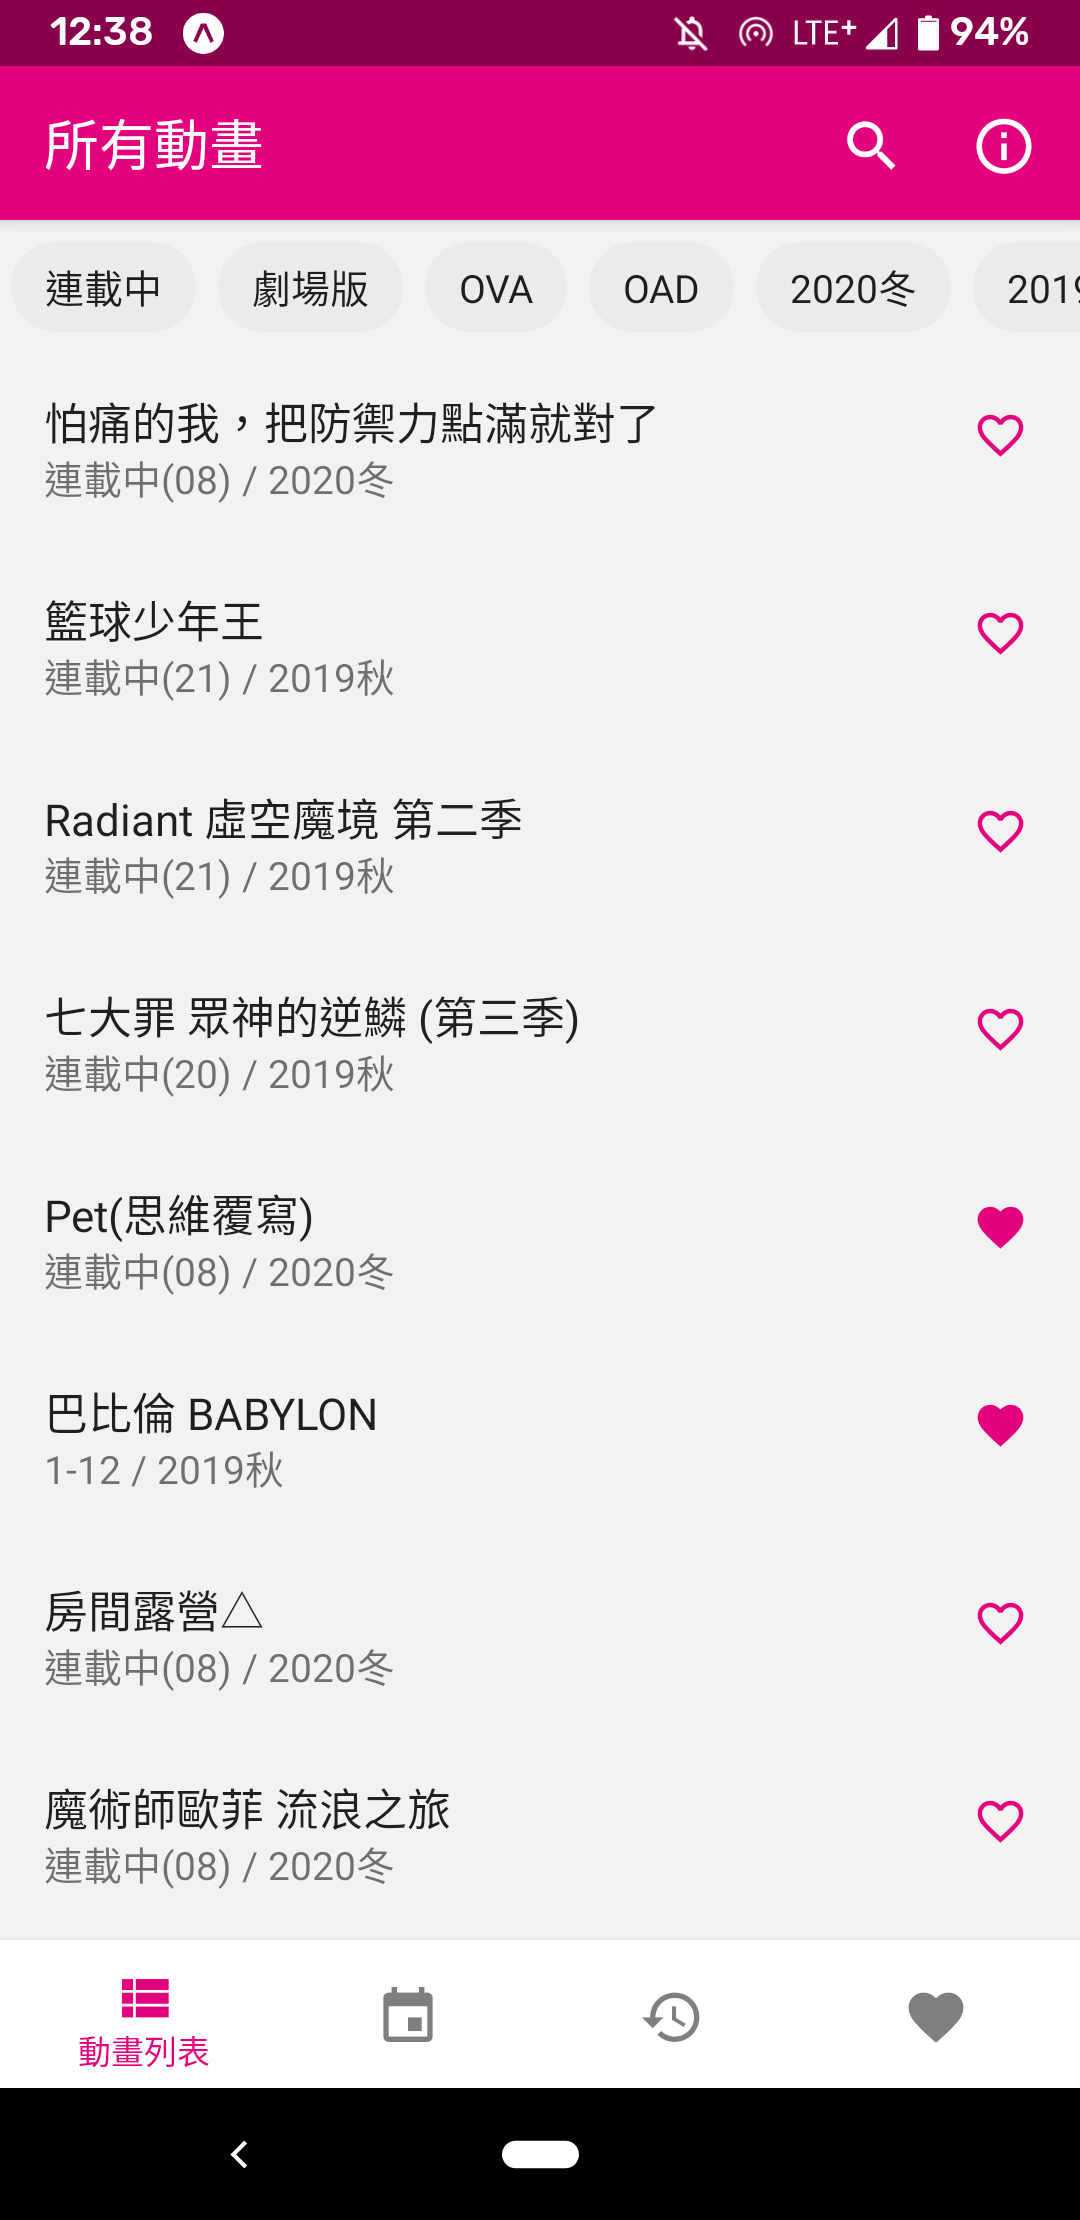 12:38
LTE+
94%
所有動畫
連載中
劇場版
OVA
OAD
2020冬
2019
怕痛的我，把防禦力點滿就對了
連載中(08) / 2020冬
籃球少年王
連載中(21) / 2019秋
Radiant 虛空魔境 第二季
連載中(21) / 2019秋
七大罪 眾神的逆鱗 (第三季)
連載中(20) / 2019秋
Pet(思維覆寫)
連載中(08) / 2020冬
巴比倫 BABYLON
1-12 / 2019秋
房間露營△
連載中(08) / 2020冬
魔術師歐菲 流浪之旅
連載中(08) / 2020冬
動畫列表